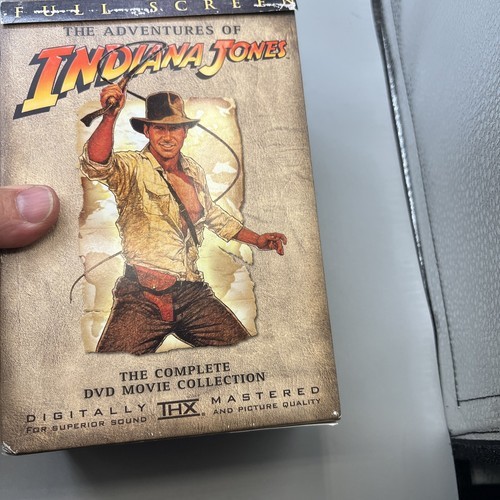 FULL SCREEN
THE ADVENTURES OF
INDIANA JONES
THE COMPLETE
DVD MOVIE COLLECTION
DIGITALLY THX® MASTERED
FOR SUPERIOR SOUND AND PICTURE QUALITY